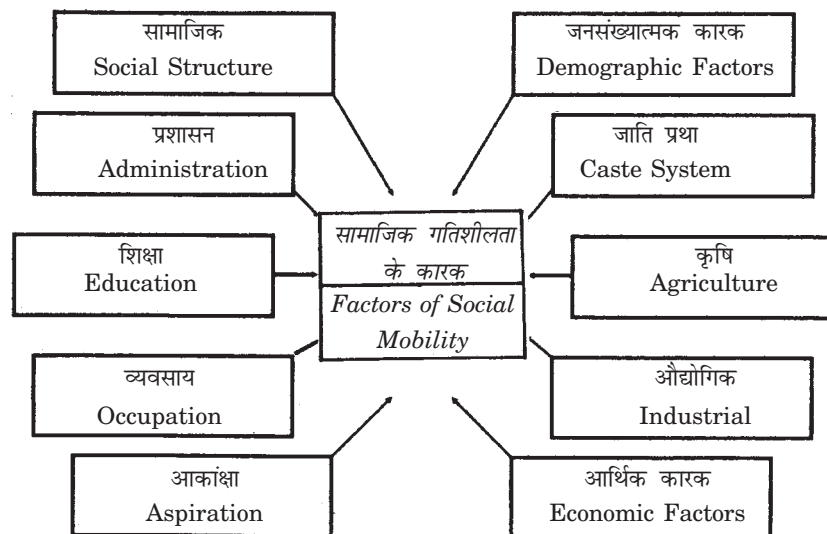 सामाजिक
Social Structure
जनसंख्यात्मक कारक
Demographic Factors
प्रशासन
Administration
जाति प्रथा
Caste System
सामाजिक गतिशीलता
के कारक
Factors of Social
Mobility
शिक्षा
Education
कृषि
Agriculture
व्यवसाय
Occupation
औद्योगिक
Industrial
आकांक्षा
Aspiration
आर्थिक कारक
Economic Factors